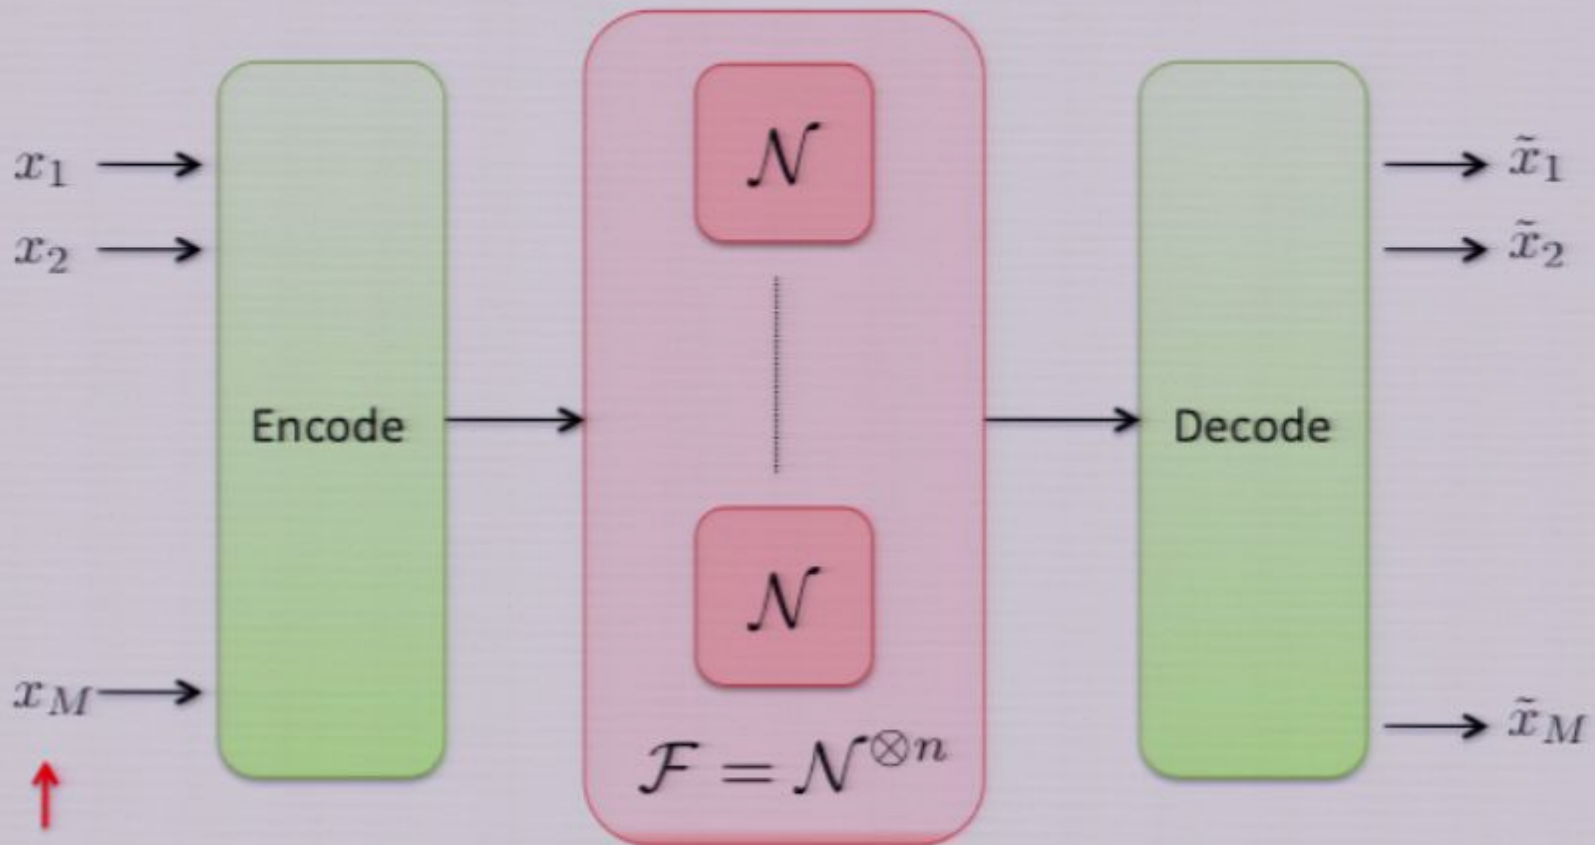 x_1
x_2
x_M
Encode
𝒩
𝒩
ℱ = 𝒩^{⊗n}
Decode
x̃_1
x̃_2
x̃_M